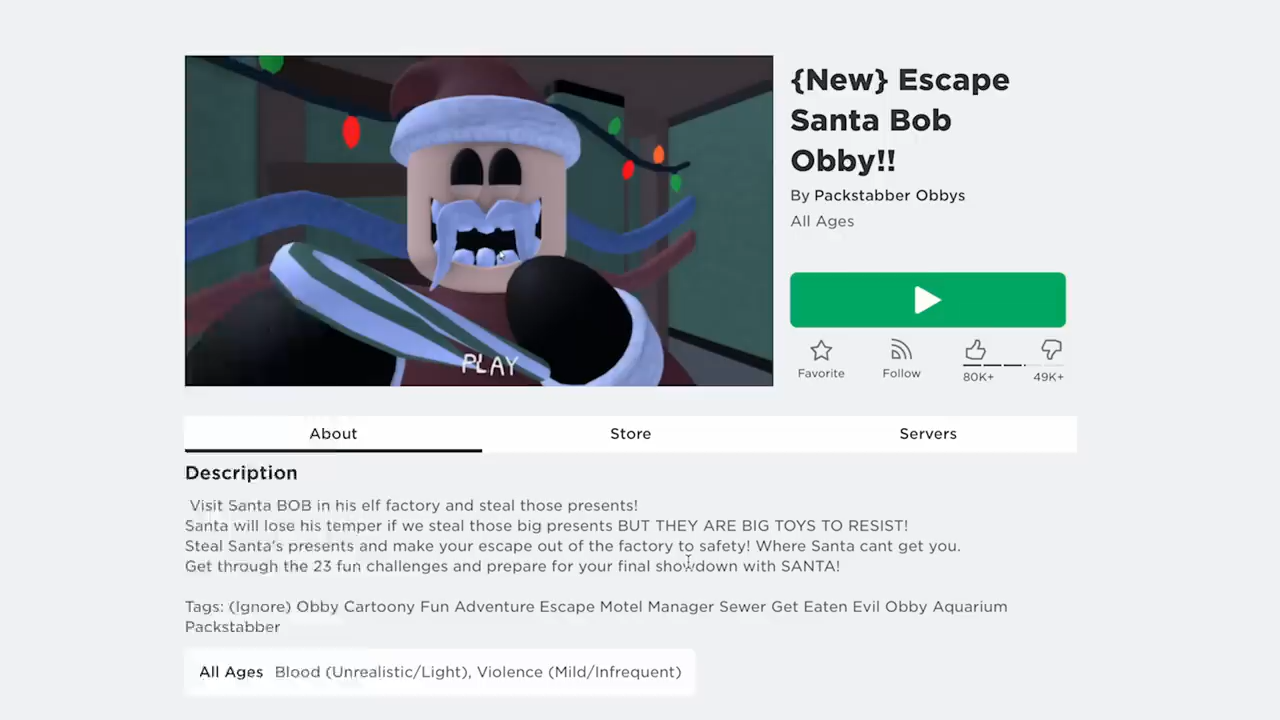 {New} Escape
Santa Bob
Obby!!
By Packstabber Obbys
All Ages
PLAY
Favorite
Follow
80K+
49K+
About
Store
Servers
Description
Visit Santa BOB in his elf factory and steal those presents!
Santa will lose his temper if we steal those big presents BUT THEY ARE BIG TOYS TO RESIST!
Steal Santa's presents and make your escape out of the factory to safety! Where Santa cant get you.
Get through the 23 fun challenges and prepare for your final showdown with SANTA!
Tags: (Ignore) Obby Cartoony Fun Adventure Escape Motel Manager Sewer Get Eaten Evil Obby Aquarium
Packstabber
All Ages Blood (Unrealistic/Light), Violence (Mild/Infrequent)